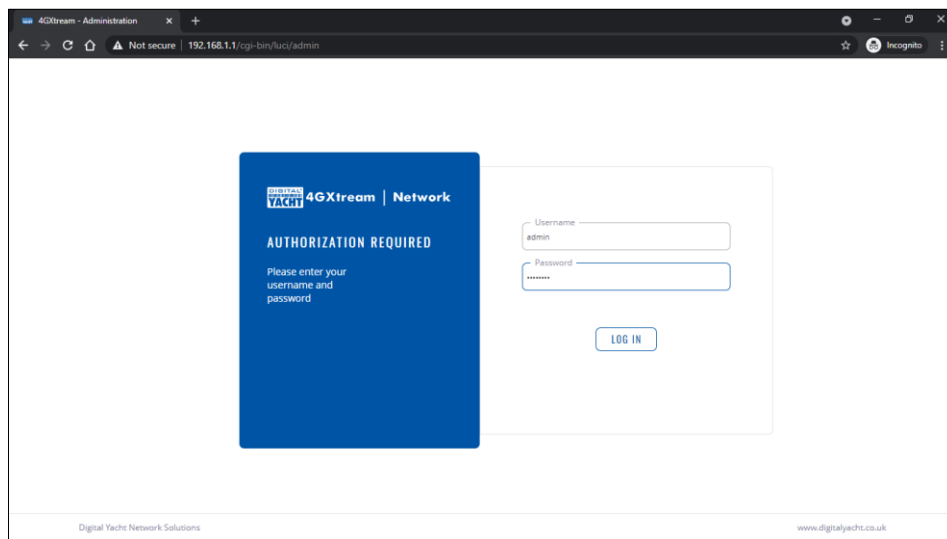 4GXtream - Administration
Not secure | 192.168.1.1/cgi-bin/luci/admin
Incognito
DIGITAL
YACHT 4GXtream | Network
AUTHORIZATION REQUIRED
Please enter your
username and
password
Username
admin
Password
••••••••
LOG IN
Digital Yacht Network Solutions
www.digitalyacht.co.uk